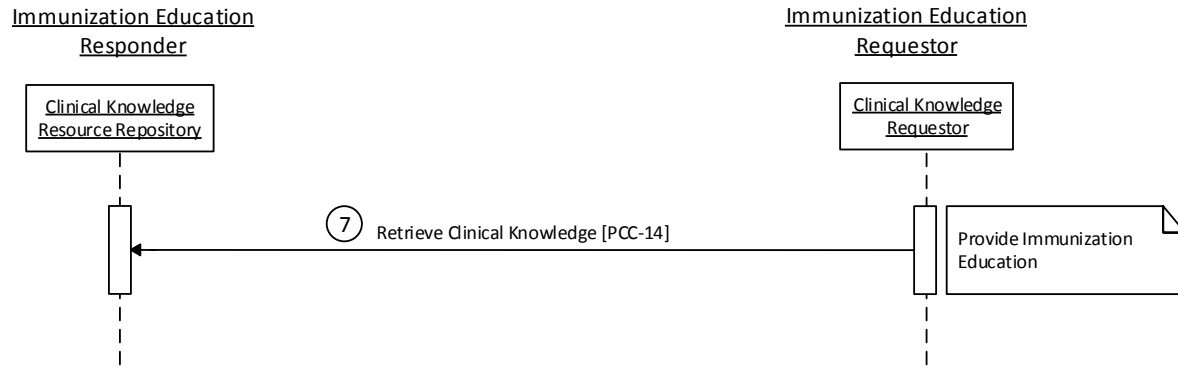 Immunization Education
Responder
Immunization Education
Requestor
Clinical Knowledge
Resource Repository
Clinical Knowledge
Requestor
7
Retrieve Clinical Knowledge [PCC-14]
Provide Immunization
Education